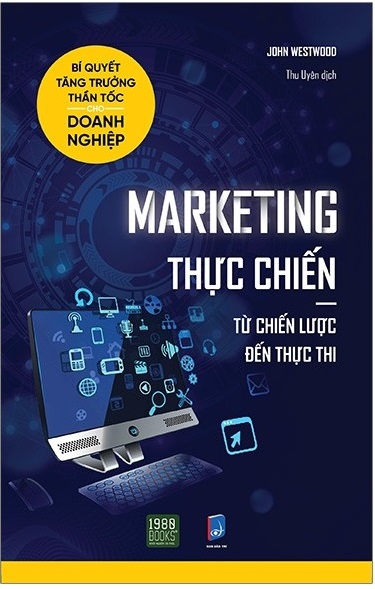 JOHN WESTWOOD
Thu Uyên dịch
BÍ QUYẾT
TĂNG TRƯỞNG
THẦN TỐC
CHO
DOANH
NGHIỆP
MARKETING
THỰC CHIẾN
TỪ CHIẾN LƯỢC
ĐẾN THỰC THI
1980
BOOKS